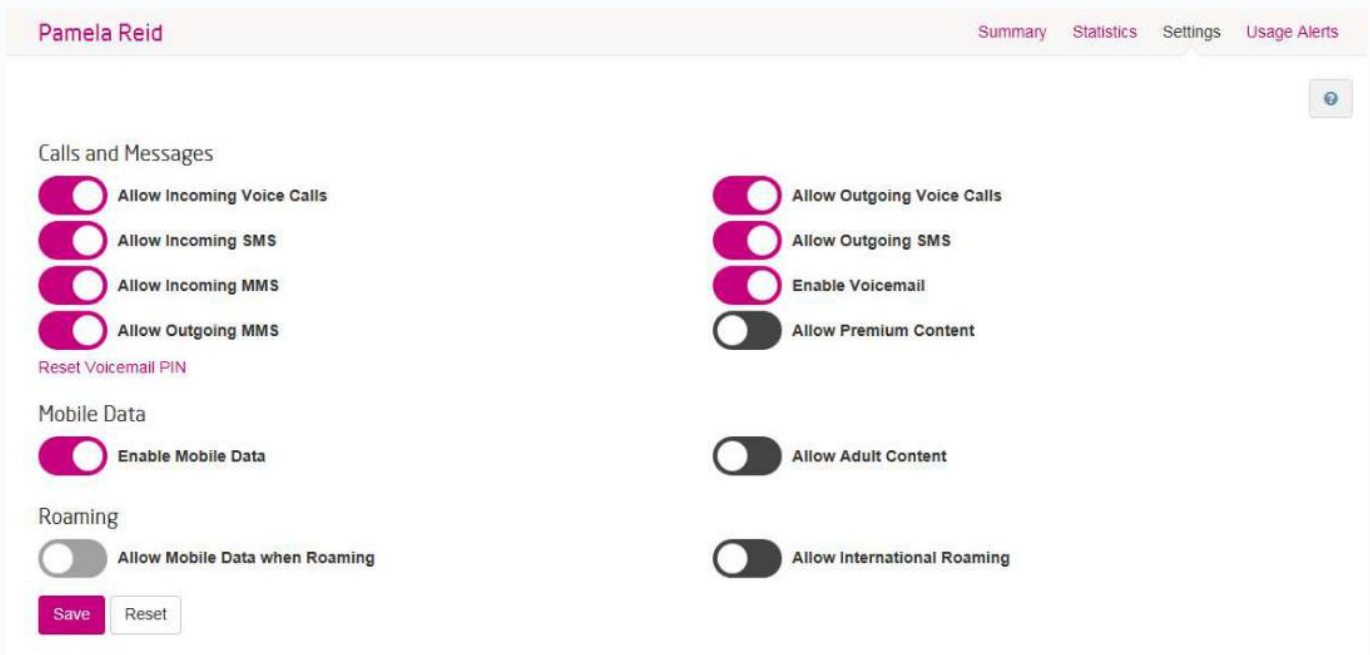 Pamela Reid Summary Statistics Settings Usage Alerts
?
Calls and Messages
Allow Incoming Voice Calls Allow Outgoing Voice Calls
Allow Incoming SMS Allow Outgoing SMS
Allow Incoming MMS Enable Voicemail
Allow Outgoing MMS Allow Premium Content
Reset Voicemail PIN
Mobile Data
Enable Mobile Data Allow Adult Content
Roaming
Allow Mobile Data when Roaming Allow International Roaming
Save Reset